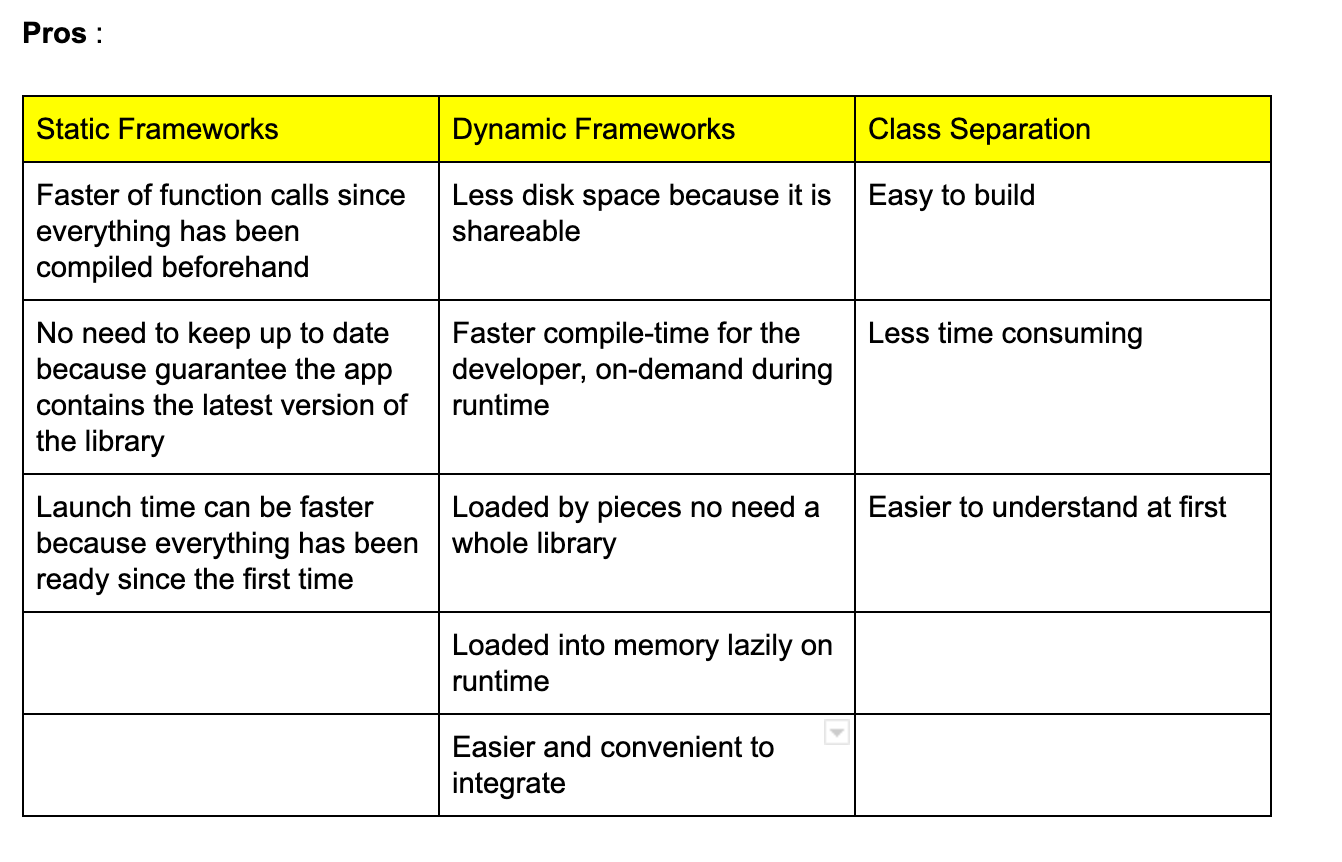 Pros :
Static Frameworks
Dynamic Frameworks
Class Separation
Faster of function calls since
everything has been
compiled beforehand
Less disk space because it is
shareable
Easy to build
No need to keep up to date
because guarantee the app
contains the latest version of
the library
Faster compile-time for the
developer, on-demand during
runtime
Less time consuming
Launch time can be faster
because everything has been
ready since the first time
Loaded by pieces no need a
whole library
Easier to understand at first
Loaded into memory lazily on
runtime
Easier and convenient to
integrate